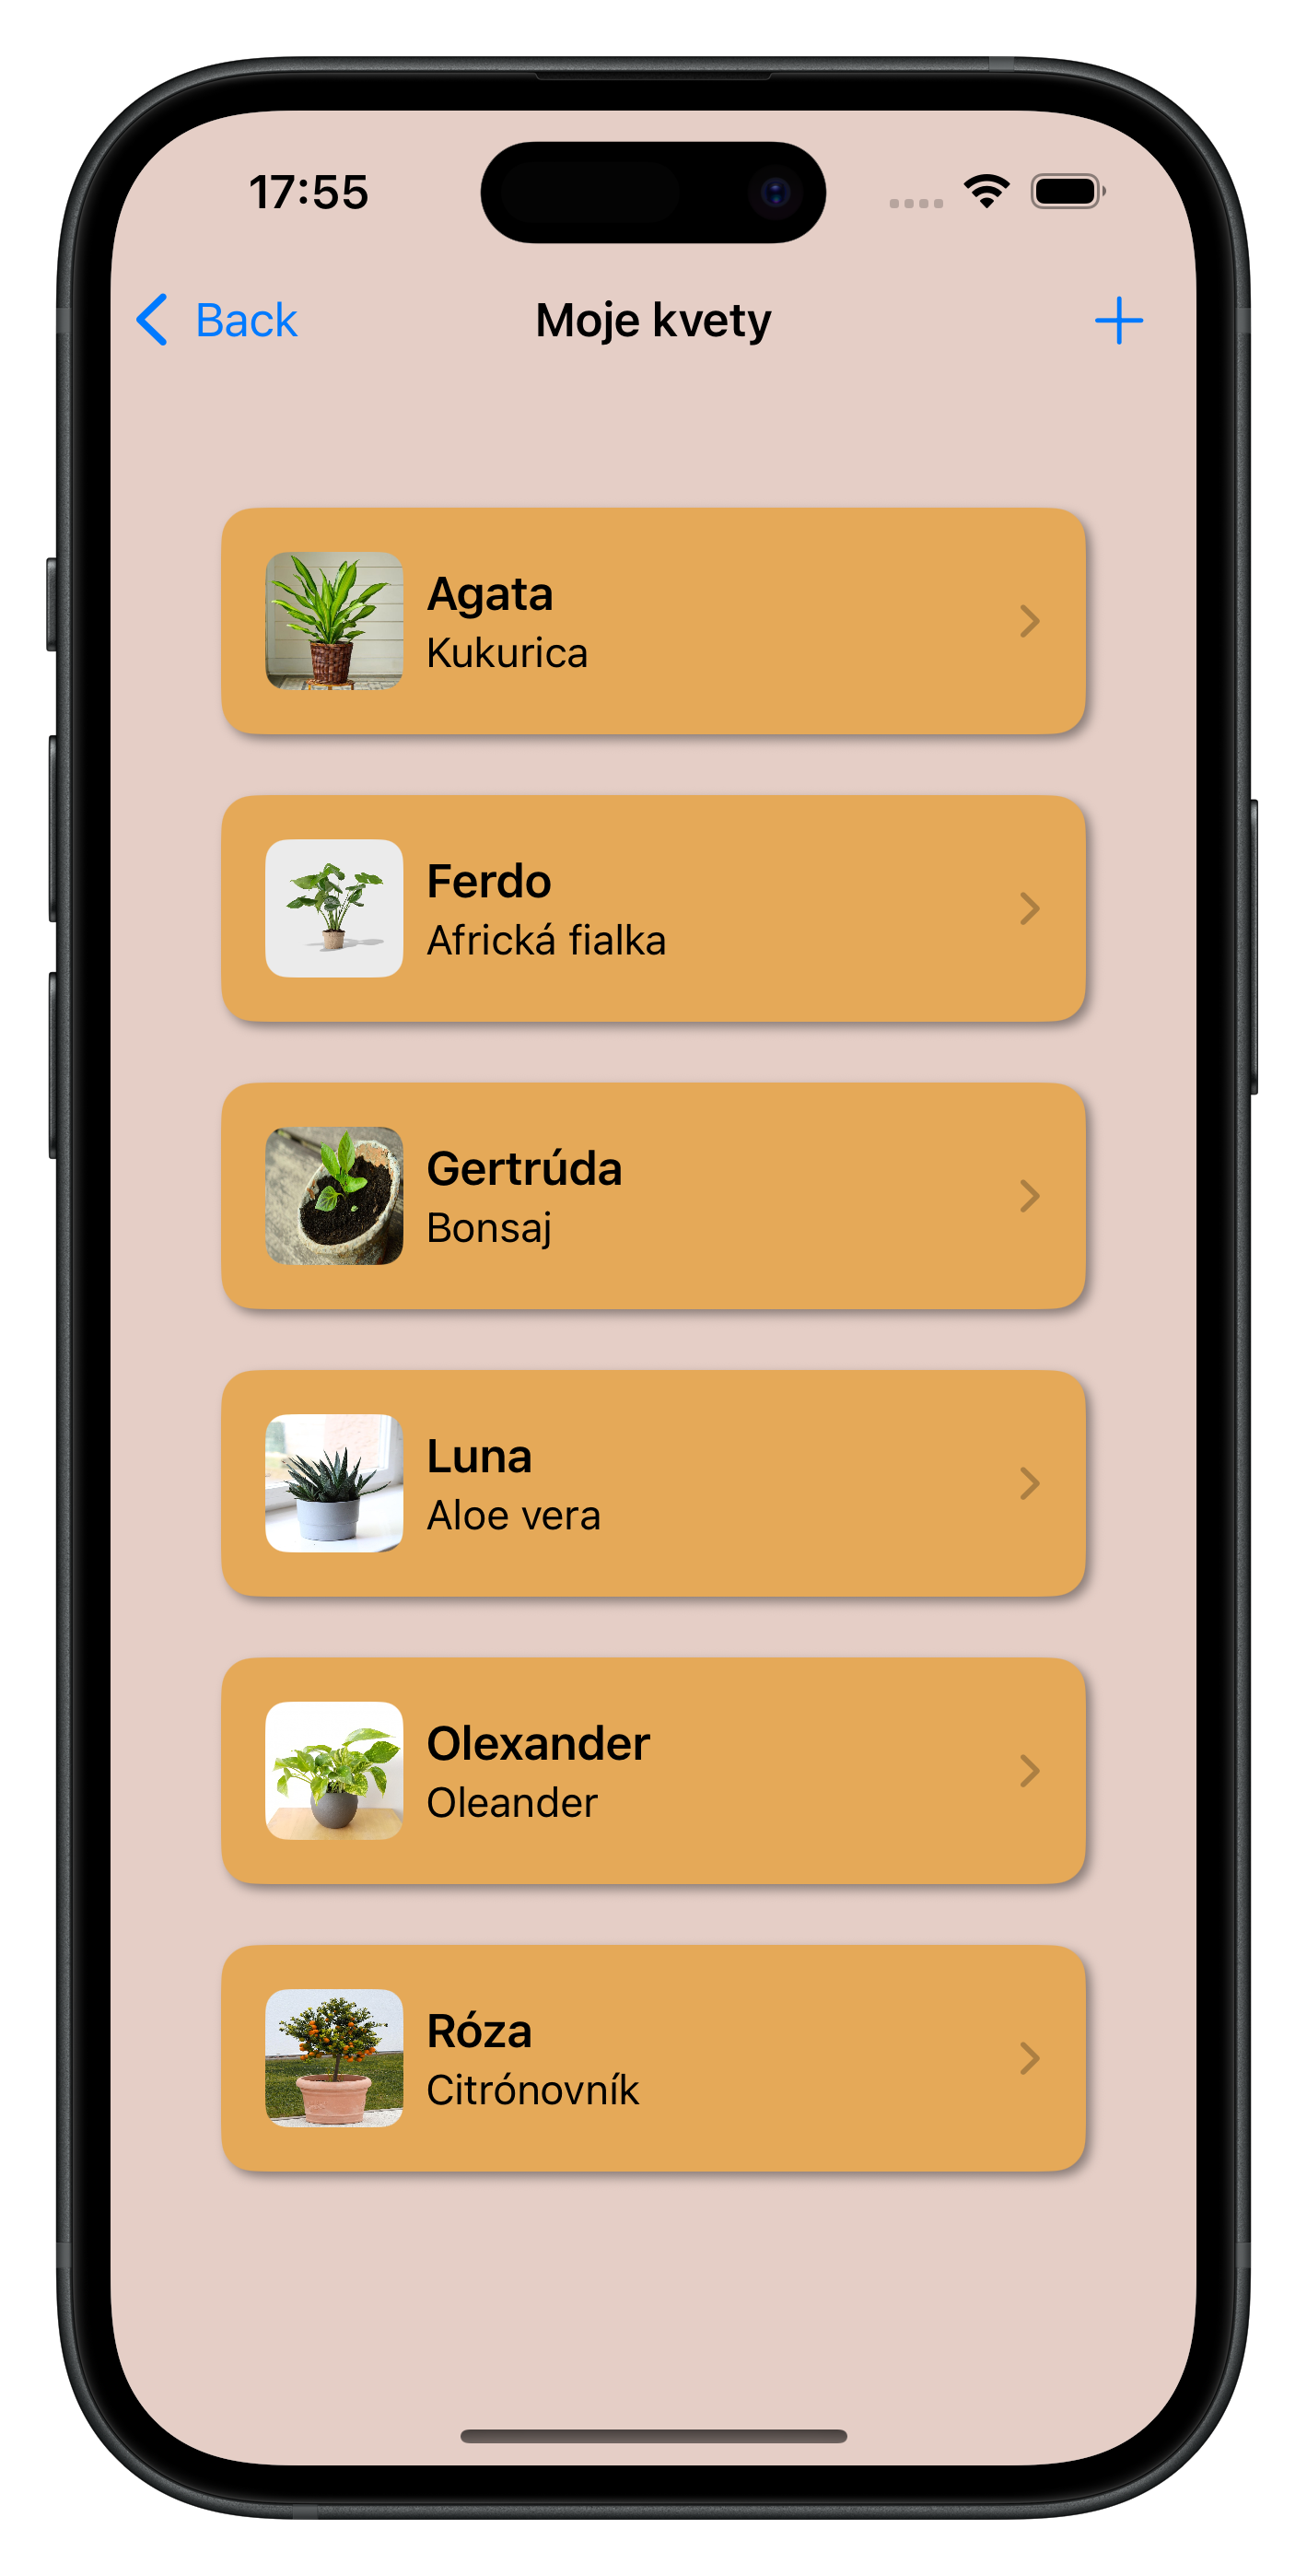 17:55
Back Moje kvety
Agata
Kukurica
Ferdo
Africká fialka
Gertrúda
Bonsaj
Luna
Aloe vera
Olexander
Oleander
Róza
Citrónovník